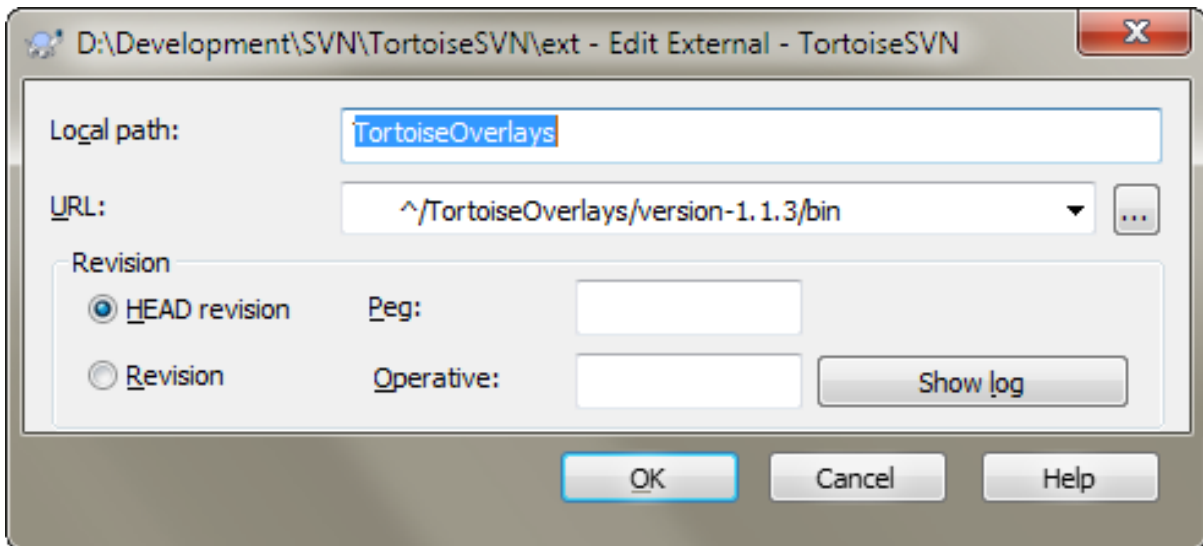 D:\Development\SVN\TortoiseSVN\ext - Edit External - TortoiseSVN
Local path: TortoiseOverlays
URL: ^/TortoiseOverlays/version-1.1.3/bin ...
Revision
HEAD revision Peg:
Revision Operative: Show log
OK Cancel Help